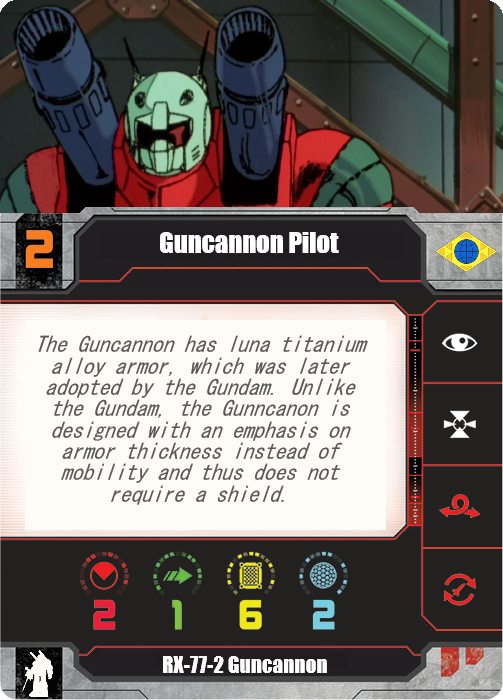 2
Guncannon Pilot
The Guncannon has luna titanium
alloy armor, which was later
adopted by the Gundam. Unlike
the Gundam, the Gunncanon is
designed with an emphasis on
armor thickness instead of
mobility and thus does not
require a shield.
2 1 6 2
RX-77-2 Guncannon